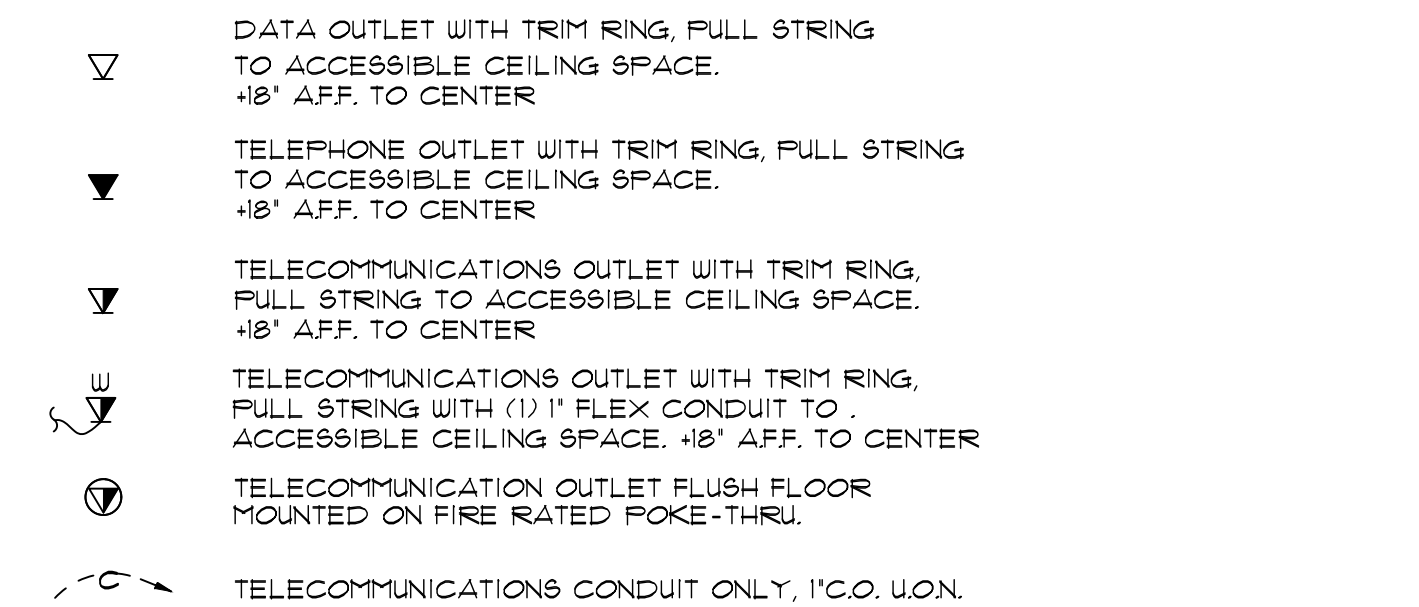 DATA OUTLET WITH TRIM RING, PULL STRING
TO ACCESSIBLE CEILING SPACE.
+18" A.F.F. TO CENTER
TELEPHONE OUTLET WITH TRIM RING, PULL STRING
TO ACCESSIBLE CEILING SPACE.
+18" A.F.F. TO CENTER
TELECOMMUNICATIONS OUTLET WITH TRIM RING,
PULL STRING TO ACCESSIBLE CEILING SPACE.
+18" A.F.F. TO CENTER
W
TELECOMMUNICATIONS OUTLET WITH TRIM RING,
PULL STRING WITH (1) 1" FLEX CONDUIT TO .
ACCESSIBLE CEILING SPACE. +18" A.F.F. TO CENTER
TELECOMMUNICATION OUTLET FLUSH FLOOR
MOUNTED ON FIRE RATED POKE-THRU.
C
TELECOMMUNICATIONS CONDUIT ONLY, 1"C.O. U.O.N.